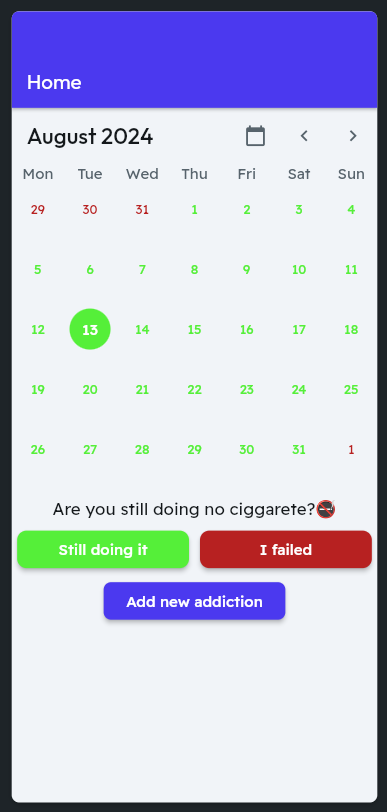 Home
August 2024
Mon Tue Wed Thu Fri Sat Sun
29 30 31 1 2 3 4
5 6 7 8 9 10 11
12 13 14 15 16 17 18
19 20 21 22 23 24 25
26 27 28 29 30 31 1
Are you still doing no ciggarete?
Still doing it I failed
Add new addiction